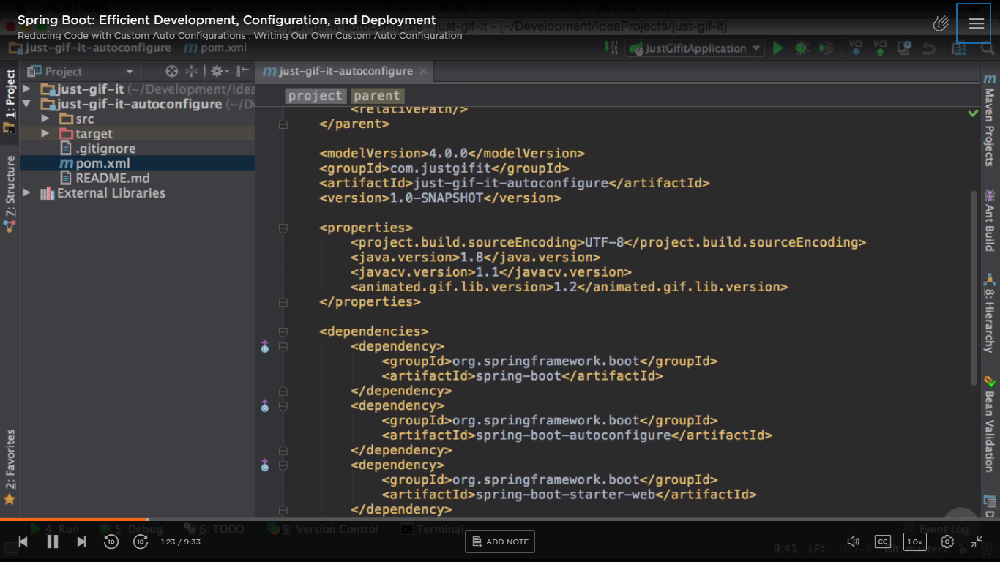 Spring Boot: Efficient Development, Configuration, and Deployment
Reducing Code with Custom Auto Configurations : Writing Our Own Custom Auto Configuration
just-gif-it - [~/Development/IdeaProjects/just-gif-it]
just-gif-it-autoconfigure
pom.xml
JustGifItApplication
VCS
VCS
1: Project
Z: Structure
2: Favorites
Project
just-gif-it (~/Development/Idea
just-gif-it-autoconfigure (~/D
src
target
.gitignore
pom.xml
README.md
External Libraries
just-gif-it-autoconfigure
project parent
<relativePath/>
</parent>
<modelVersion>4.0.0</modelVersion>
<groupId>com.justgifit</groupId>
<artifactId>just-gif-it-autoconfigure</artifactId>
<version>1.0-SNAPSHOT</version>
<properties>
<project.build.sourceEncoding>UTF-8</project.build.sourceEncoding>
<java.version>1.8</java.version>
<javacv.version>1.1</javacv.version>
<animated.gif.lib.version>1.2</animated.gif.lib.version>
</properties>
<dependencies>
<dependency>
<groupId>org.springframework.boot</groupId>
<artifactId>spring-boot</artifactId>
</dependency>
<dependency>
<groupId>org.springframework.boot</groupId>
<artifactId>spring-boot-autoconfigure</artifactId>
</dependency>
<dependency>
<groupId>org.springframework.boot</groupId>
<artifactId>spring-boot-starter-web</artifactId>
</dependency>
Maven Projects
Ant Build
8: Hierarchy
Bean Validation
4: Run
5: Debug
6: TODO
9: Version Control
Terminal
Event Log
10
10
1:23 / 9:33
ADD NOTE
CC
1.0x
9:41
LF
UTF-8
Git: master